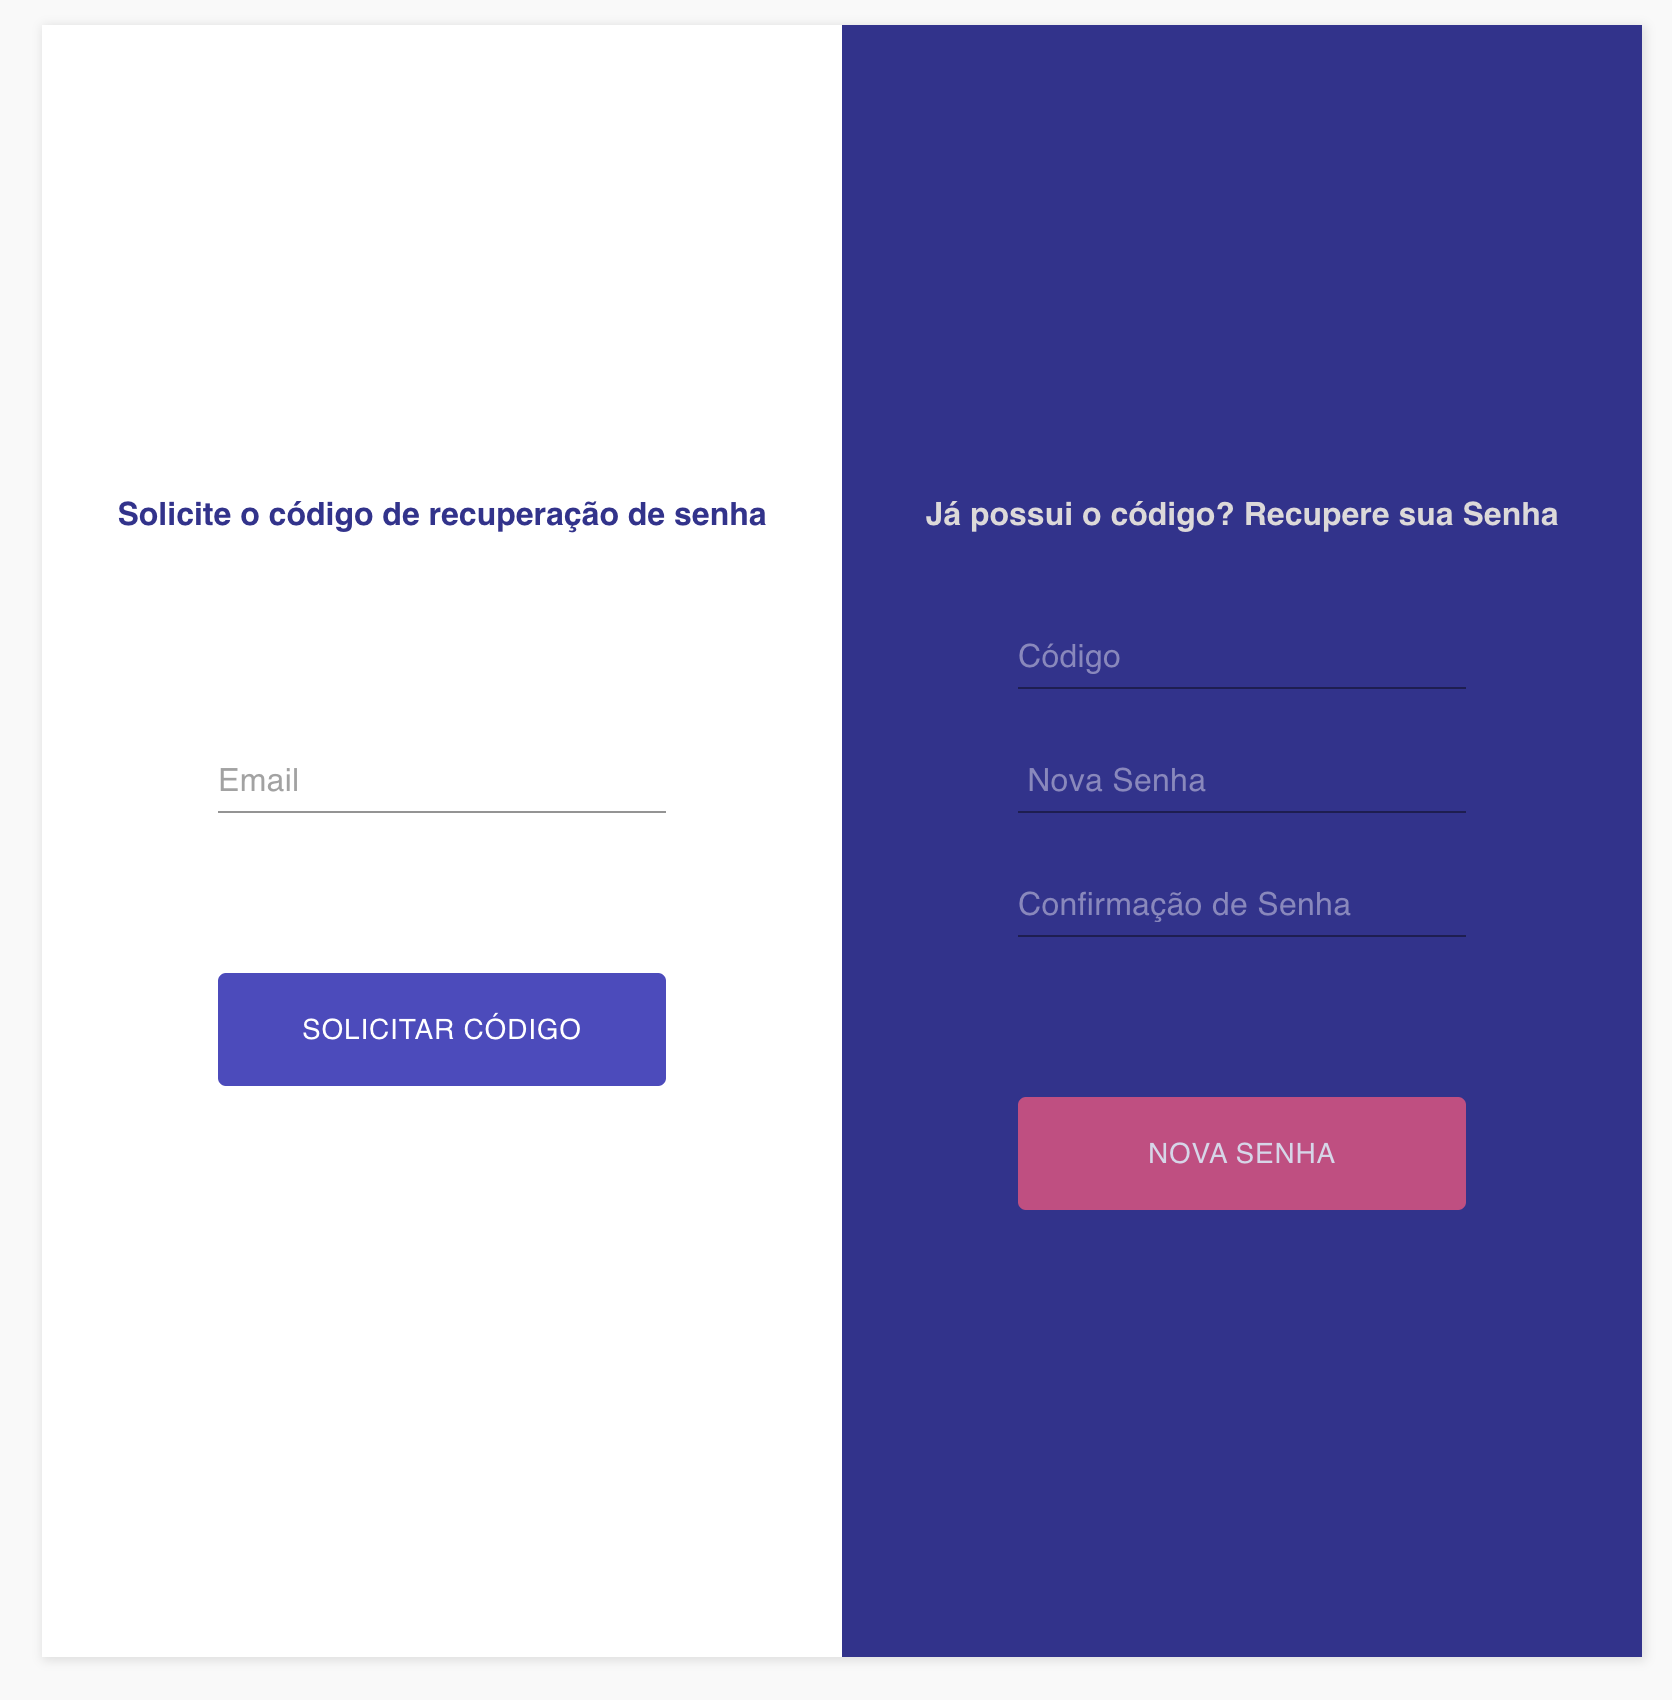 Solicite o código de recuperação de senha
Email
SOLICITAR CÓDIGO
Já possui o código? Recupere sua Senha
Código
Nova Senha
Confirmação de Senha
NOVA SENHA